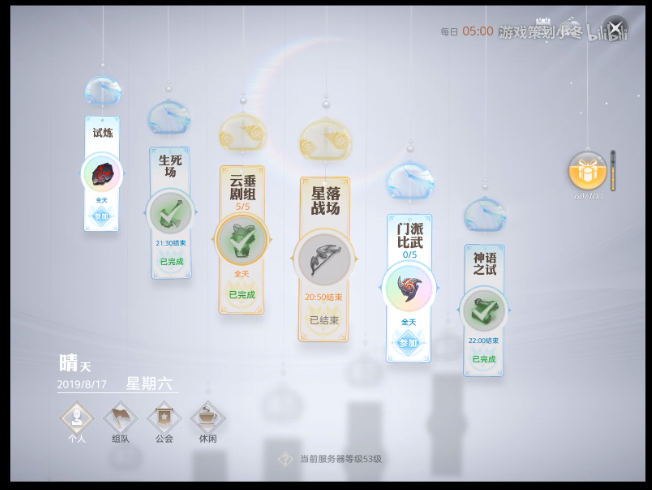 每日 05:00
游戏策划小冬 bilibili
试炼
全天
参加
生死
场
21:30结束
已完成
云垂
剧组
5/5
全天
已完成
星落
战场
20:50结束
已结束
门派
比武
0/5
全天
参加
神谕
之试
22:00结束
已完成
晴天
2019/8/17 星期六
个人
组队
公会
休闲
当前服务器等级53级